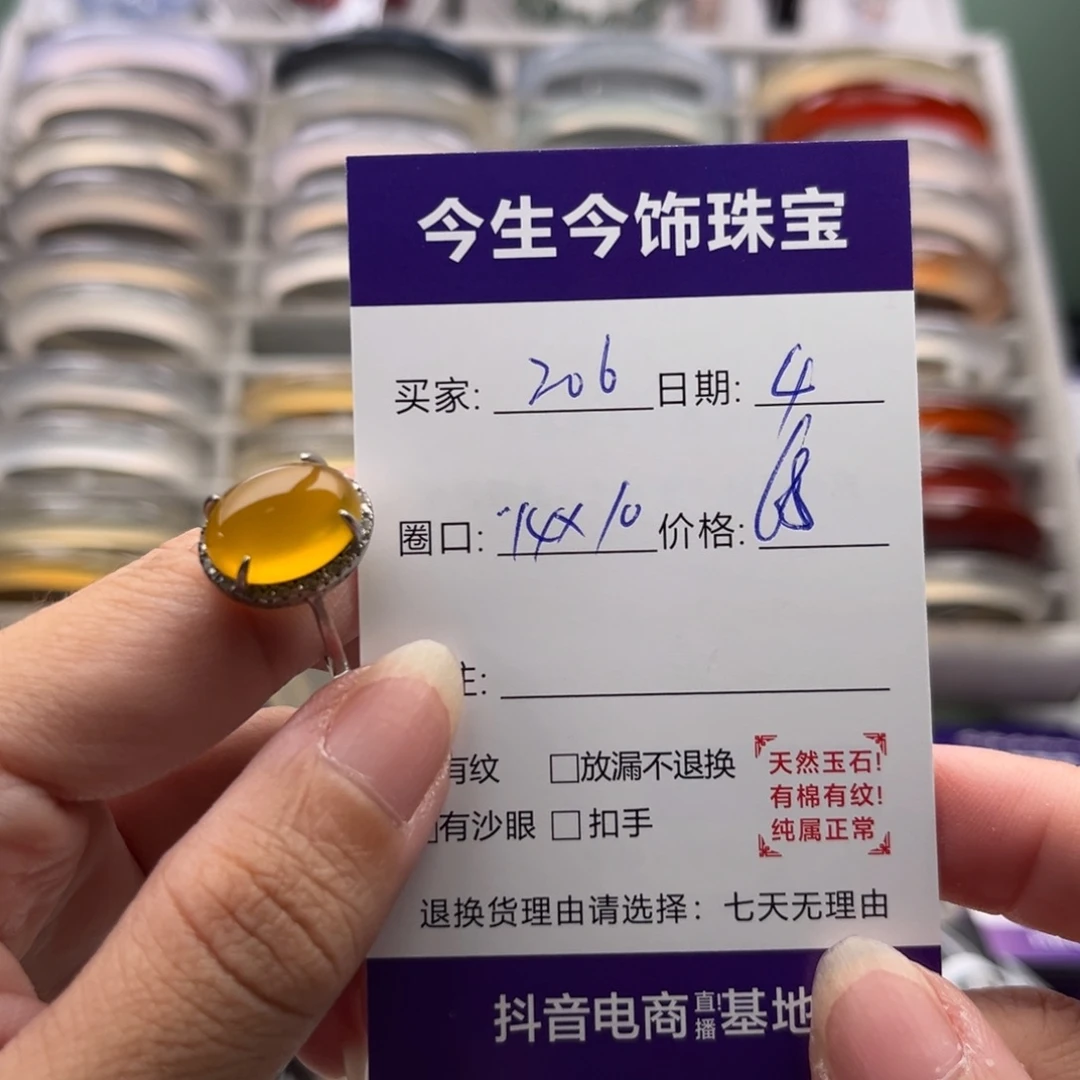 今生今饰珠宝
买家: 206 日期: 4
圈口: 14x10 价格: 68
注:
有纹 □放漏不退换
□有沙眼 □扣手
天然玉石!
有棉有纹!
纯属正常
退换货理由请选择：七天无理由
抖音电商直播基地